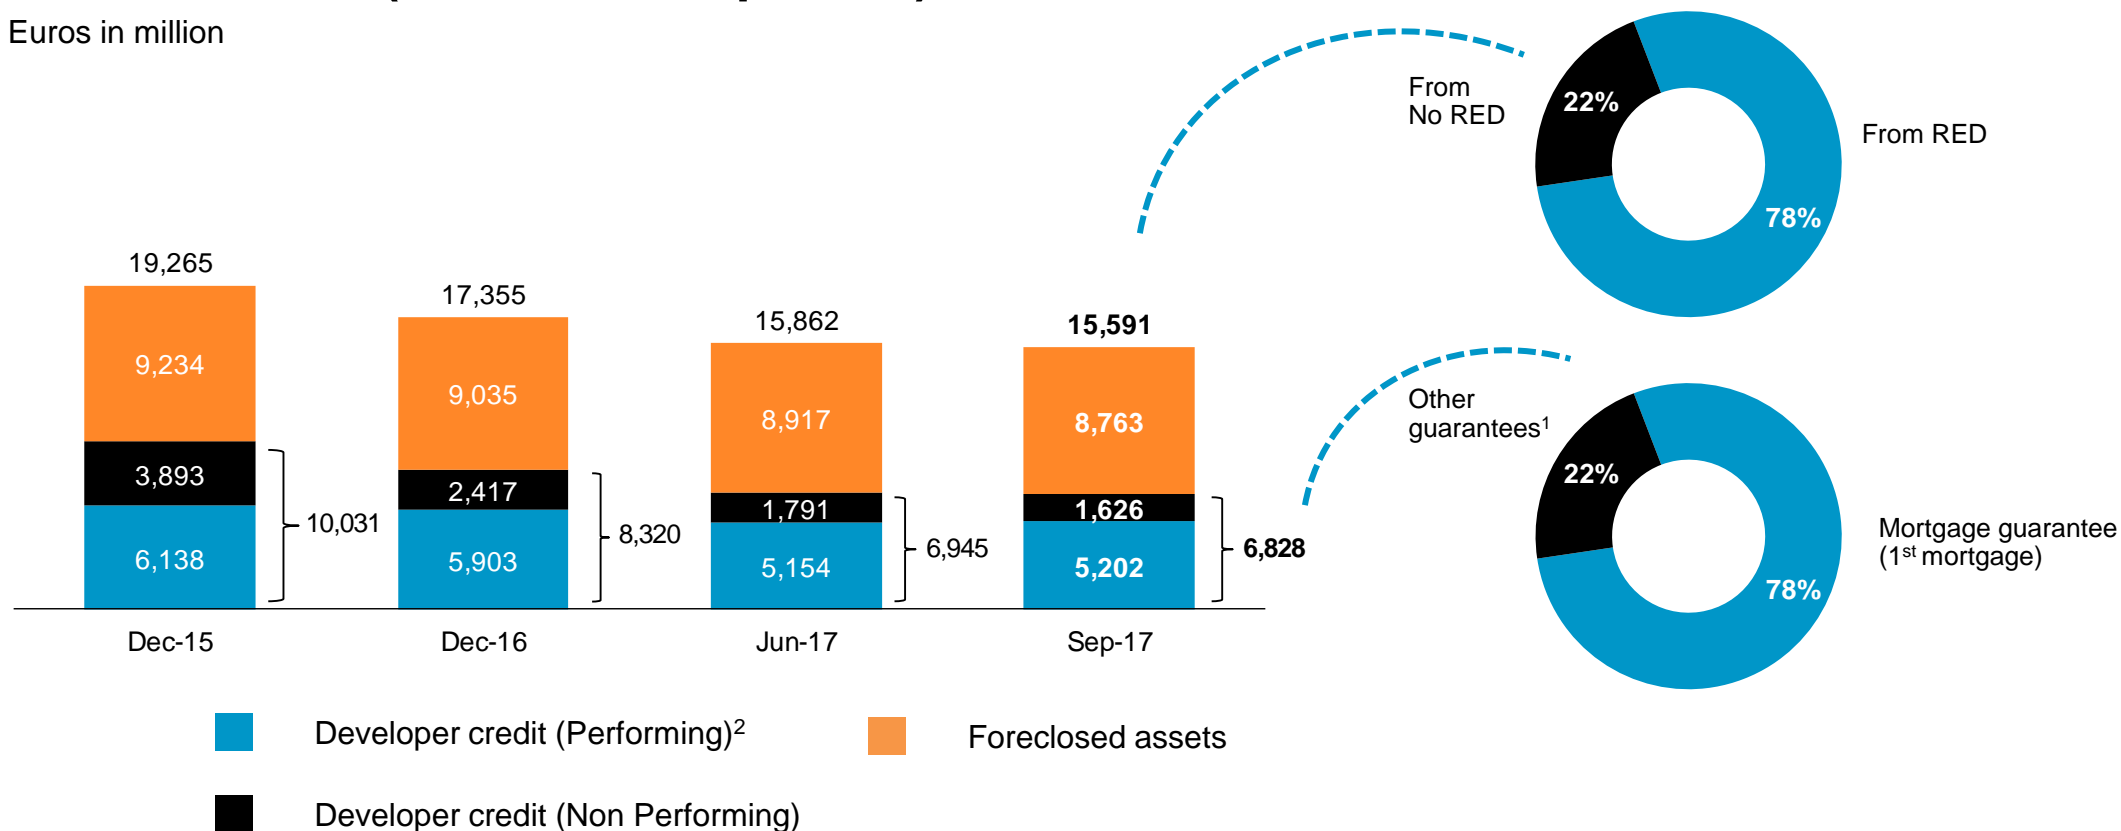 Euros in million
From
No RED
22%
From RED
78%
19,265
9,234
3,893
6,138
10,031
17,355
9,035
2,417
5,903
8,320
15,862
8,917
1,791
5,154
6,945
15,591
8,763
1,626
5,202
6,828
Other
guarantees1
22%
Mortgage guarantee
(1st mortgage)
78%
Dec-15
Dec-16
Jun-17
Sep-17
Developer credit (Performing)2
Foreclosed assets
Developer credit (Non Performing)